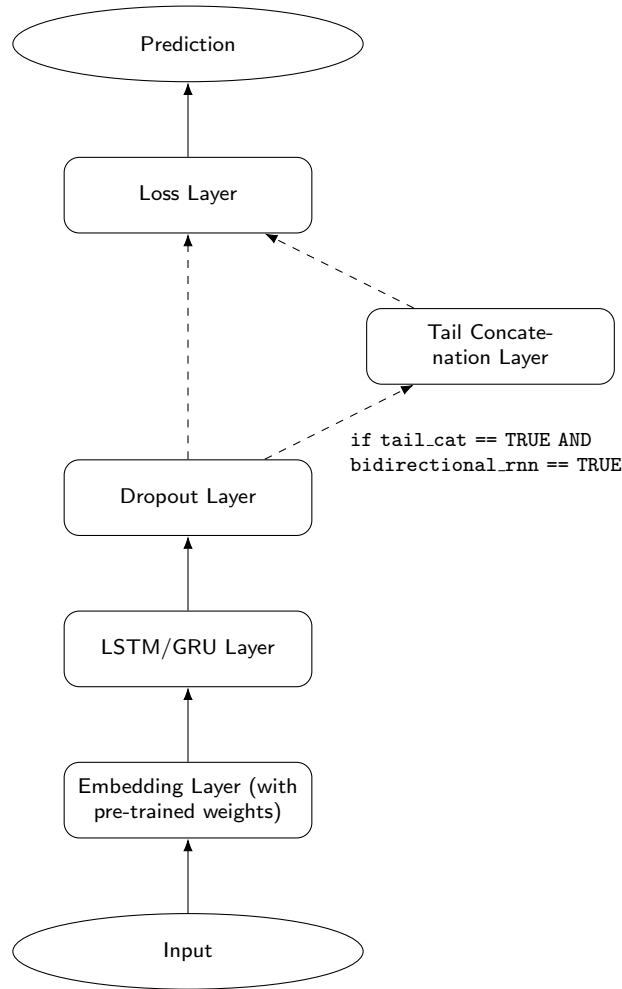 Prediction
Loss Layer
Tail Concate-
nation Layer
if tail_cat == TRUE AND
bidirectional_rnn == TRUE
Dropout Layer
LSTM/GRU Layer
Embedding Layer (with
pre-trained weights)
Input